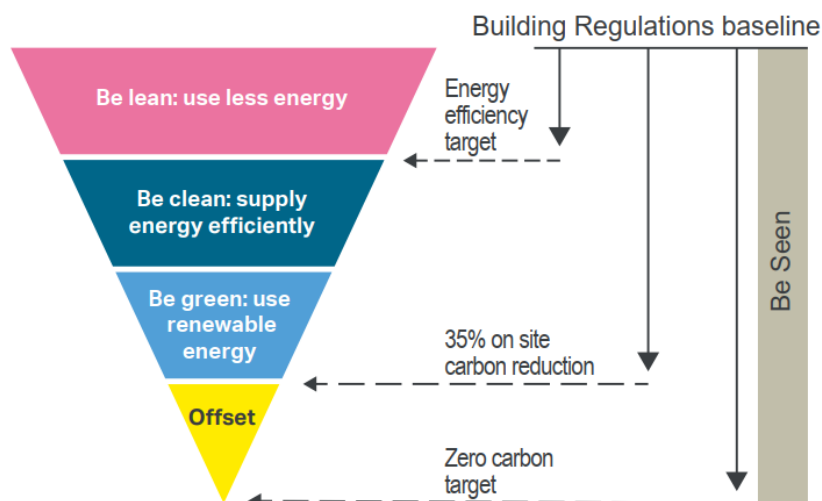 Building Regulations baseline
Be lean: use less energy
Energy
efficiency
target
Be clean: supply
energy efficiently
Be Seen
Be green: use
renewable
energy
35% on site
carbon reduction
Offset
Zero carbon
target